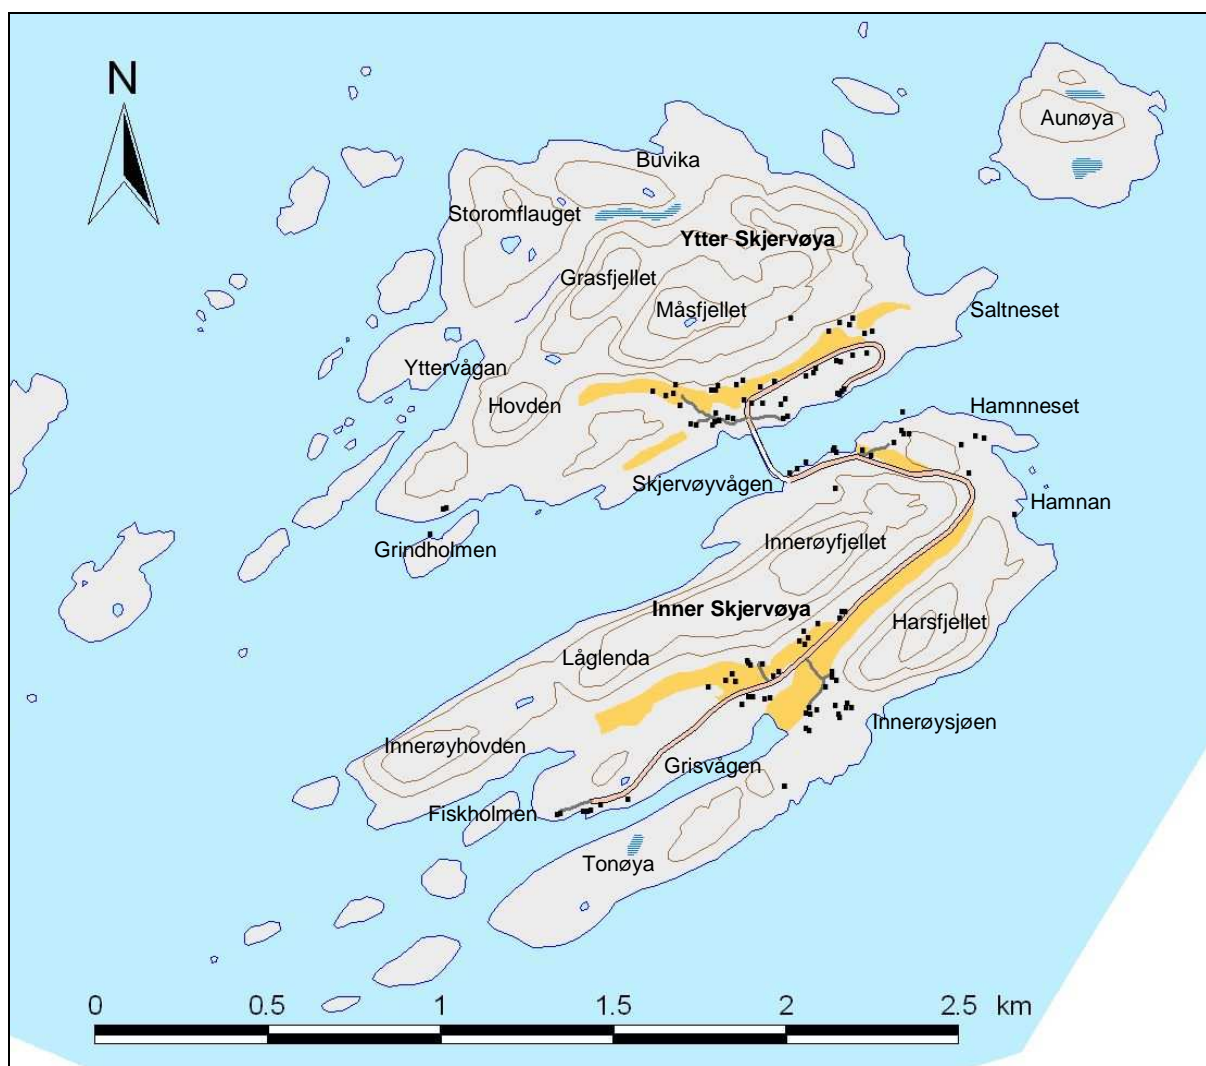 N
Aunøya
Buvika
Storomflauget
Ytter Skjervøya
Grasfjellet
Måsfjellet
Saltneset
Yttervågan
Hovden
Hamnneset
Skjervøyvågen
Hamnan
Grindholmen
Innerøyfjellet
Inner Skjervøya
Harsfjellet
Låglenda
Innerøysjøen
Innerøyhovden
Grisvågen
Fiskholmen
Tonøya
0 0.5 1 1.5 2 2.5 km